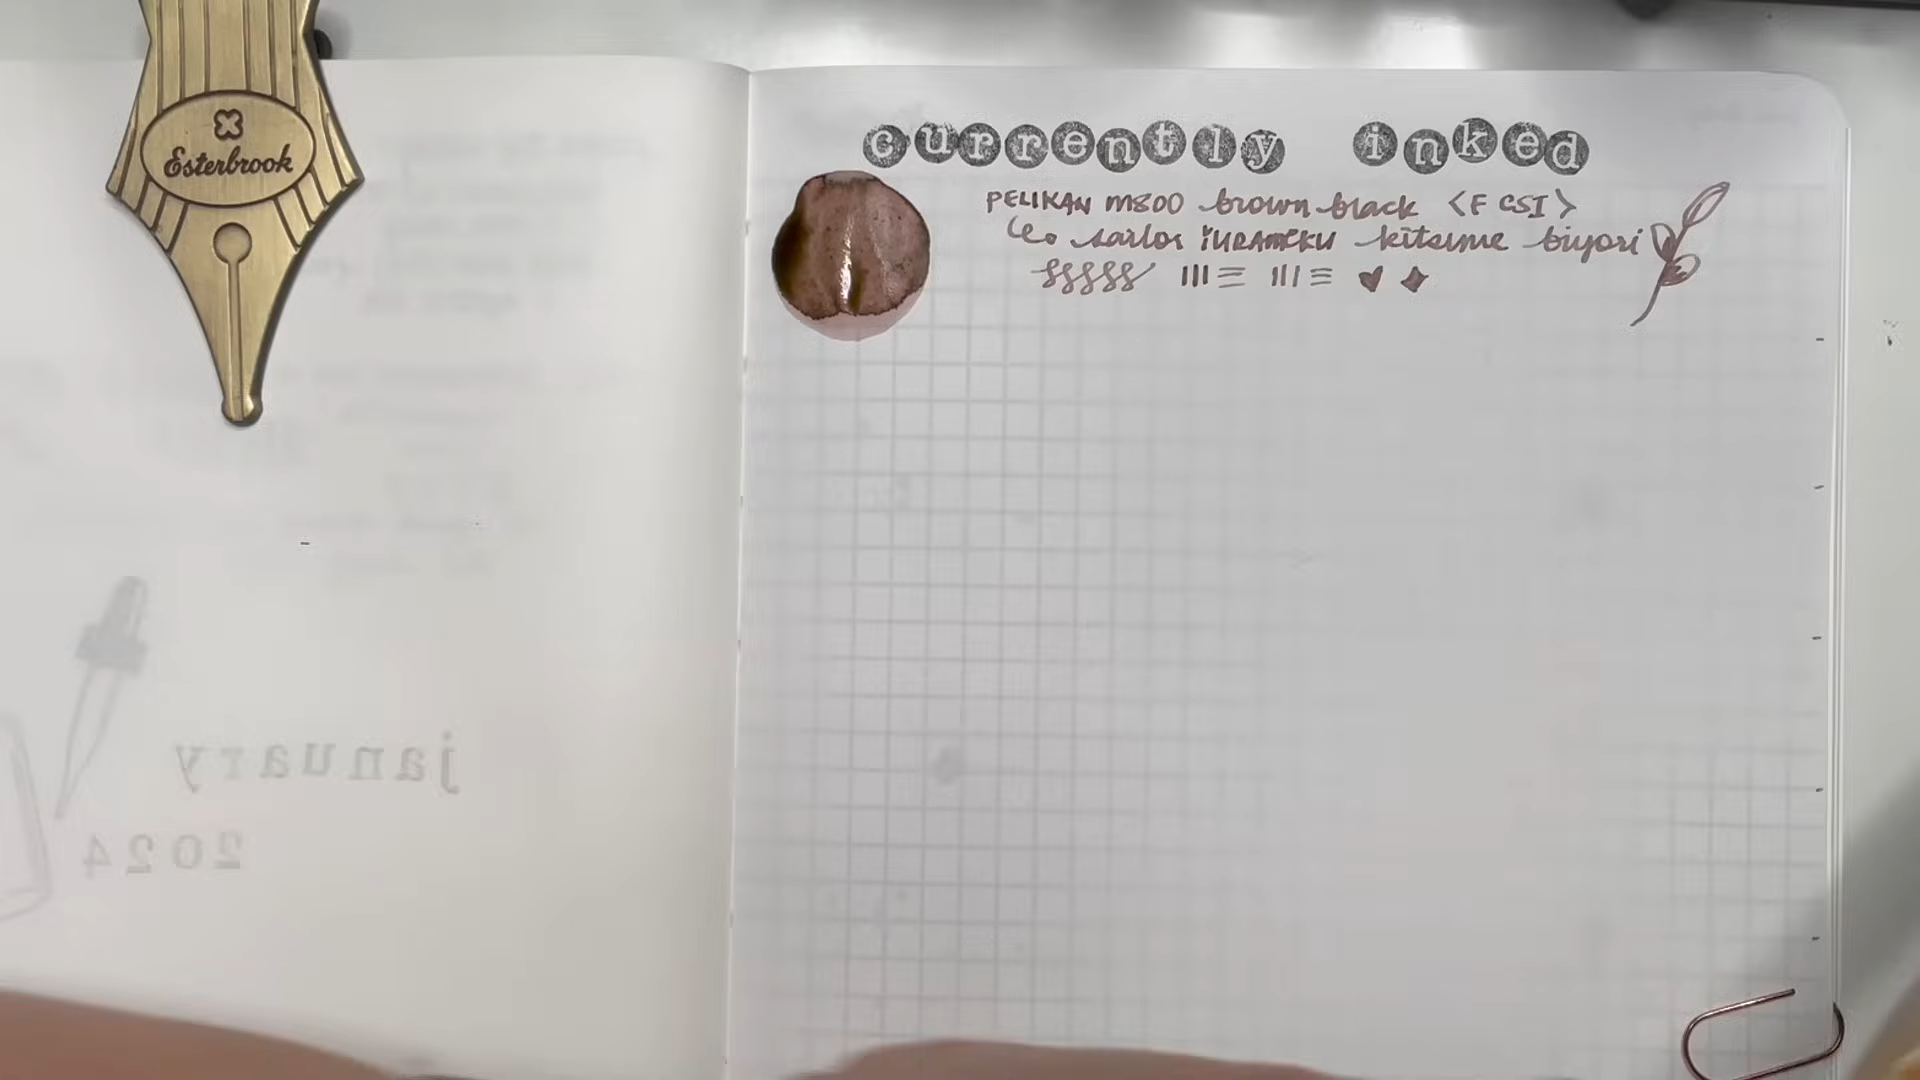 Esterbrook
currently inked
PELIKAN M800 brown black <F CSI>
sailor YURAMEKU kitsune biyori
january
2024